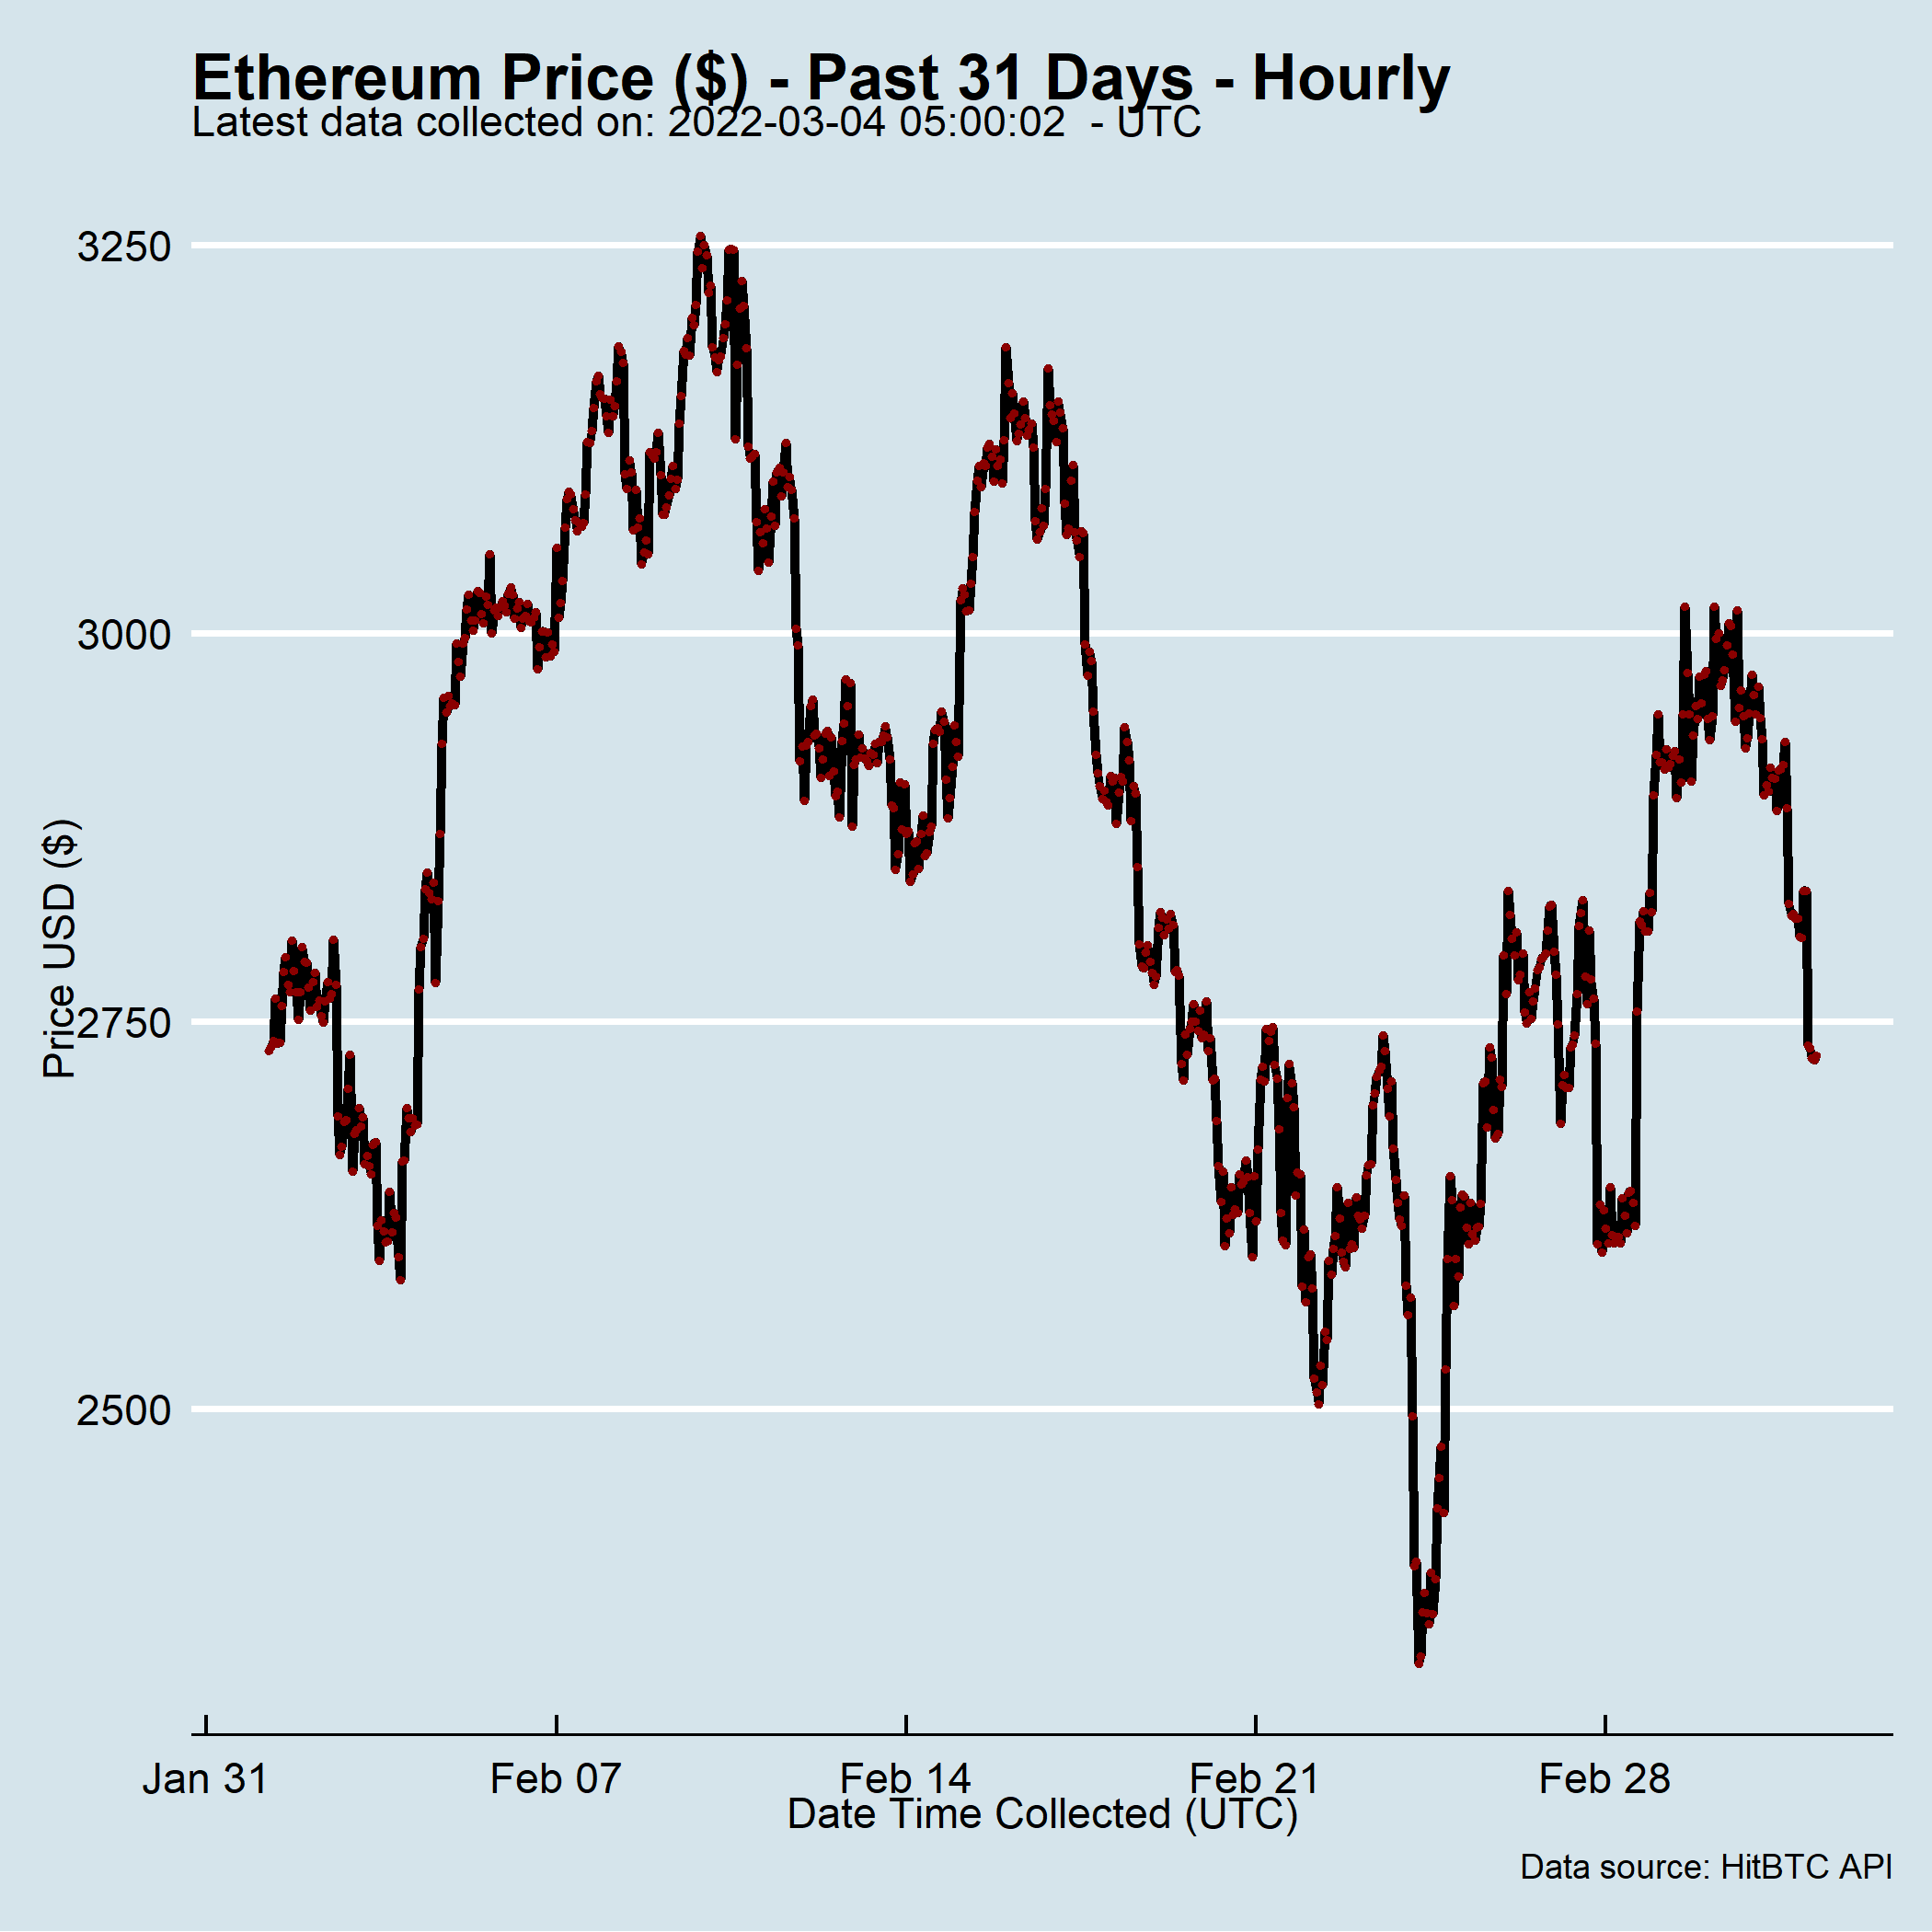 Ethereum Price ($) - Past 31 Days - Hourly
Latest data collected on: 2022-03-04 05:00:02  - UTC
3250
3000
2750
2500
Price USD ($)
Jan 31
Feb 07
Feb 14
Feb 21
Feb 28
Date Time Collected (UTC)
Data source: HitBTC API